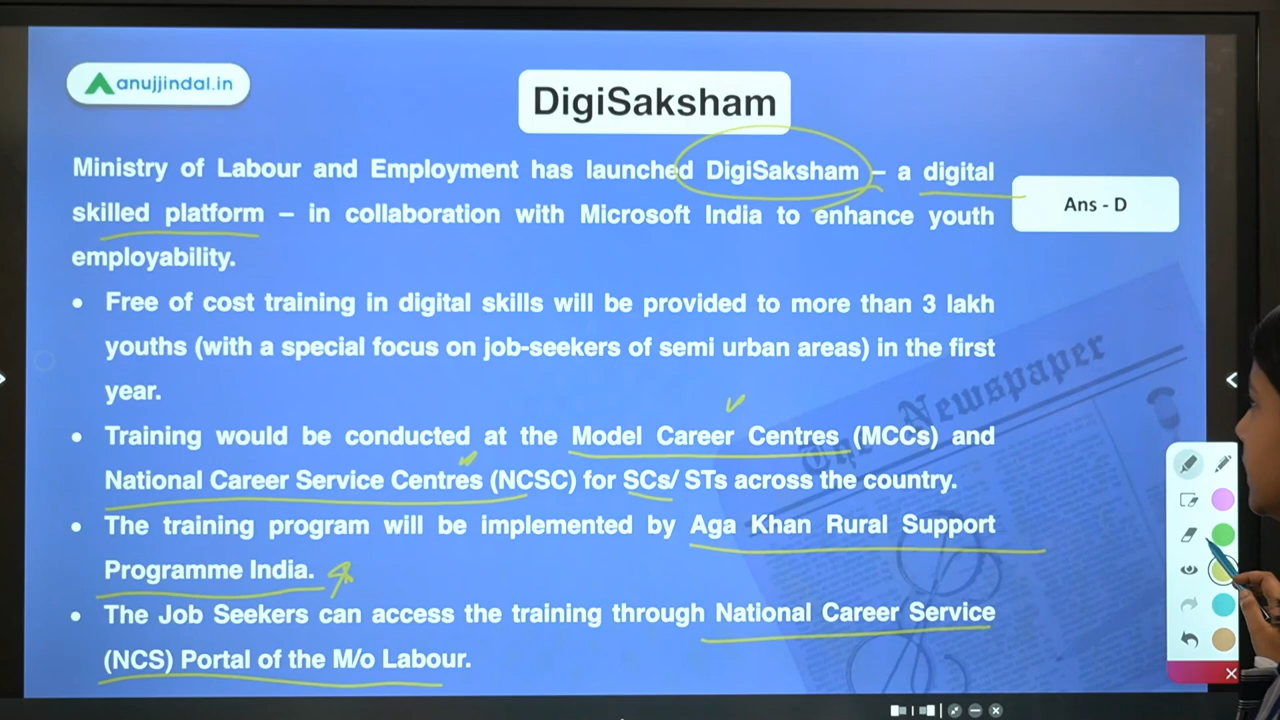 anujjindal.in
DigiSaksham
Ministry of Labour and Employment has launched DigiSaksham – a digital
skilled platform – in collaboration with Microsoft India to enhance youth
employability.
Ans - D
• Free of cost training in digital skills will be provided to more than 3 lakh
youths (with a special focus on job-seekers of semi urban areas) in the first
year.
• Training would be conducted at the Model Career Centres (MCCs) and
National Career Service Centres (NCSC) for SCs/ STs across the country.
• The training program will be implemented by Aga Khan Rural Support
Programme India.
• The Job Seekers can access the training through National Career Service
(NCS) Portal of the M/o Labour.
The Newspaper